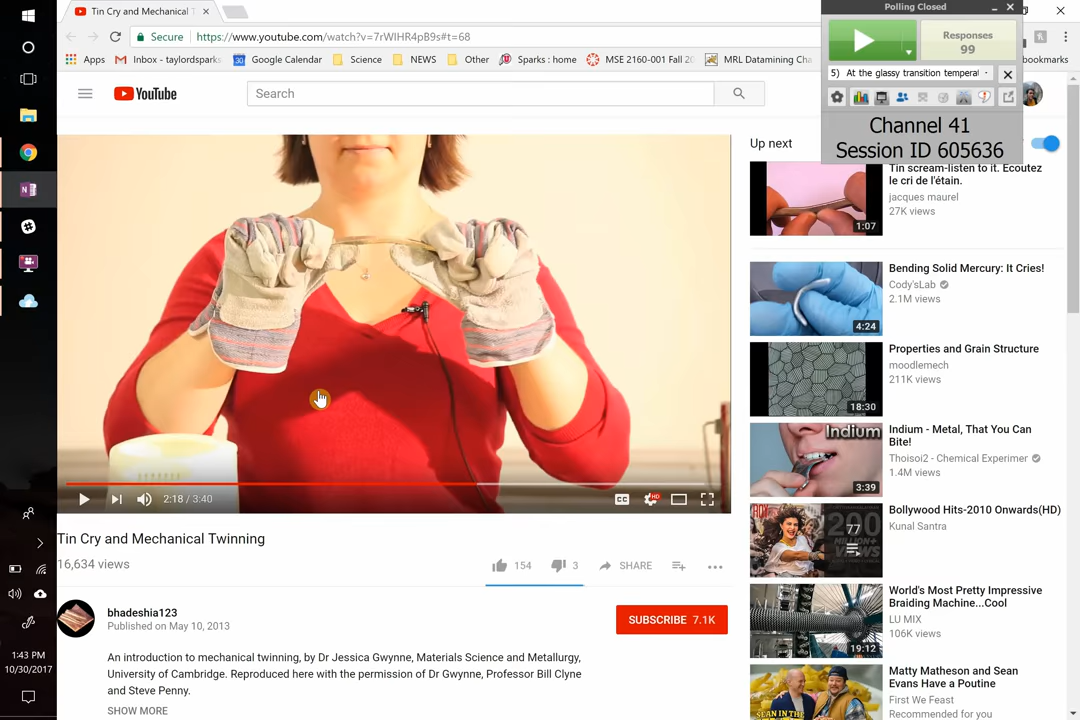 Tin Cry and Mechanical T
Polling Closed
Secure
https://www.youtube.com/watch?v=7rWIHR4pB9s#t=68
Apps
Inbox - taylordsparks
Google Calendar
Science
NEWS
Other
Sparks : home
MSE 2160-001 Fall 20
MRL Datamining Cha
bookmarks
Responses
99
5) At the glassy transition temperat
Channel 41
Session ID 605636
YouTube
Search
Up next
Tin scream-listen to it. Ecoutez
le cri de l'étain.
jacques maurel
27K views
1:07
Bending Solid Mercury: It Cries!
Cody'sLab
2.1M views
4:24
Properties and Grain Structure
moodlemech
211K views
18:30
Indium
Indium - Metal, That You Can
Bite!
Thoisoi2 - Chemical Experimer
1.4M views
3:39
2:18 / 3:40
CC
HD
Bollywood Hits-2010 Onwards(HD)
Kunal Santra
200
77
Tin Cry and Mechanical Twinning
16,634 views
154
3
SHARE
World's Most Pretty Impressive
Braiding Machine...Cool
LU MIX
106K views
19:12
bhadeshia123
Published on May 10, 2013
SUBSCRIBE 7.1K
An introduction to mechanical twinning, by Dr Jessica Gwynne, Materials Science and Metallurgy,
University of Cambridge. Reproduced here with the permission of Dr Gwynne, Professor Bill Clyne
and Steve Penny.
SHOW MORE
Matty Matheson and Sean
Evans Have a Poutine
First We Feast
Recommended for you
1:43 PM
10/30/2017